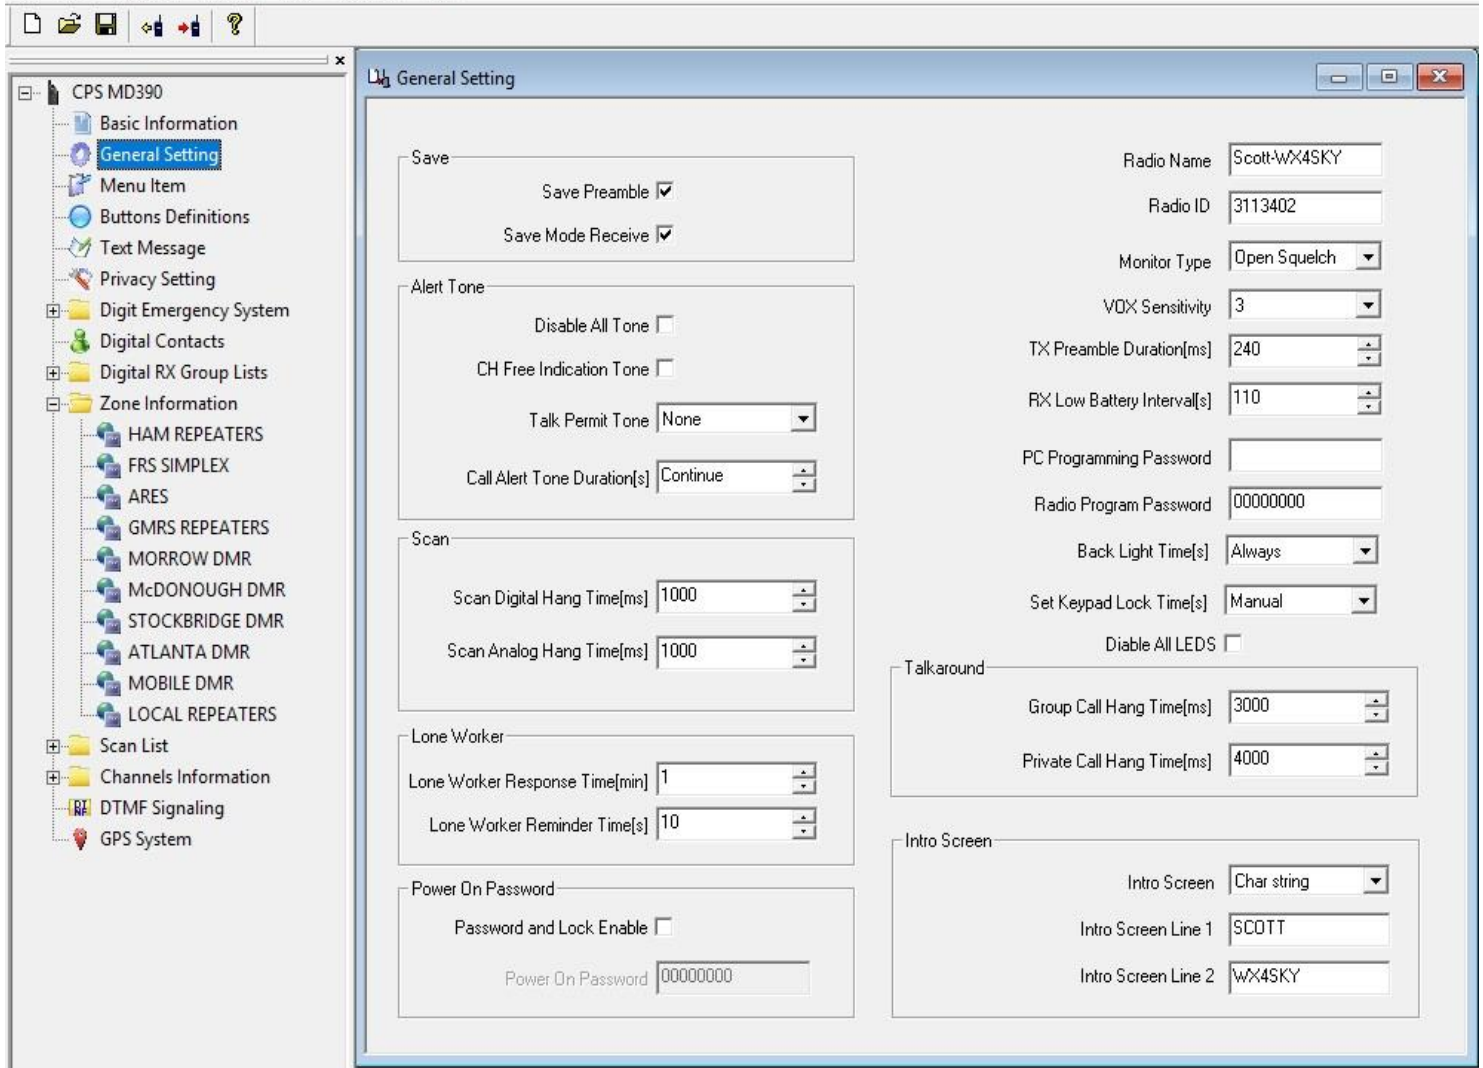 CPS MD390
Basic Information
General Setting
Menu Item
Buttons Definitions
Text Message
Privacy Setting
Digit Emergency System
Digital Contacts
Digital RX Group Lists
Zone Information
HAM REPEATERS
FRS SIMPLEX
ARES
GMRS REPEATERS
MORROW DMR
McDONOUGH DMR
STOCKBRIDGE DMR
ATLANTA DMR
MOBILE DMR
LOCAL REPEATERS
Scan List
Channels Information
DTMF Signaling
GPS System
General Setting
Save
Save Preamble
Save Mode Receive
Alert Tone
Disable All Tone
CH Free Indication Tone
Talk Permit Tone None
Call Alert Tone Duration[s] Continue
Scan
Scan Digital Hang Time[ms] 1000
Scan Analog Hang Time[ms] 1000
Lone Worker
Lone Worker Response Time[min] 1
Lone Worker Reminder Time[s] 10
Power On Password
Password and Lock Enable
Power On Password 00000000
Radio Name Scott-WX4SKY
Radio ID 3113402
Monitor Type Open Squelch
VOX Sensitivity 3
TX Preamble Duration[ms] 240
RX Low Battery Interval[s] 110
PC Programming Password
Radio Program Password 00000000
Back Light Time[s] Always
Set Keypad Lock Time[s] Manual
Diable All LEDS
Talkaround
Group Call Hang Time[ms] 3000
Private Call Hang Time[ms] 4000
Intro Screen
Intro Screen Char string
Intro Screen Line 1 SCOTT
Intro Screen Line 2 WX4SKY